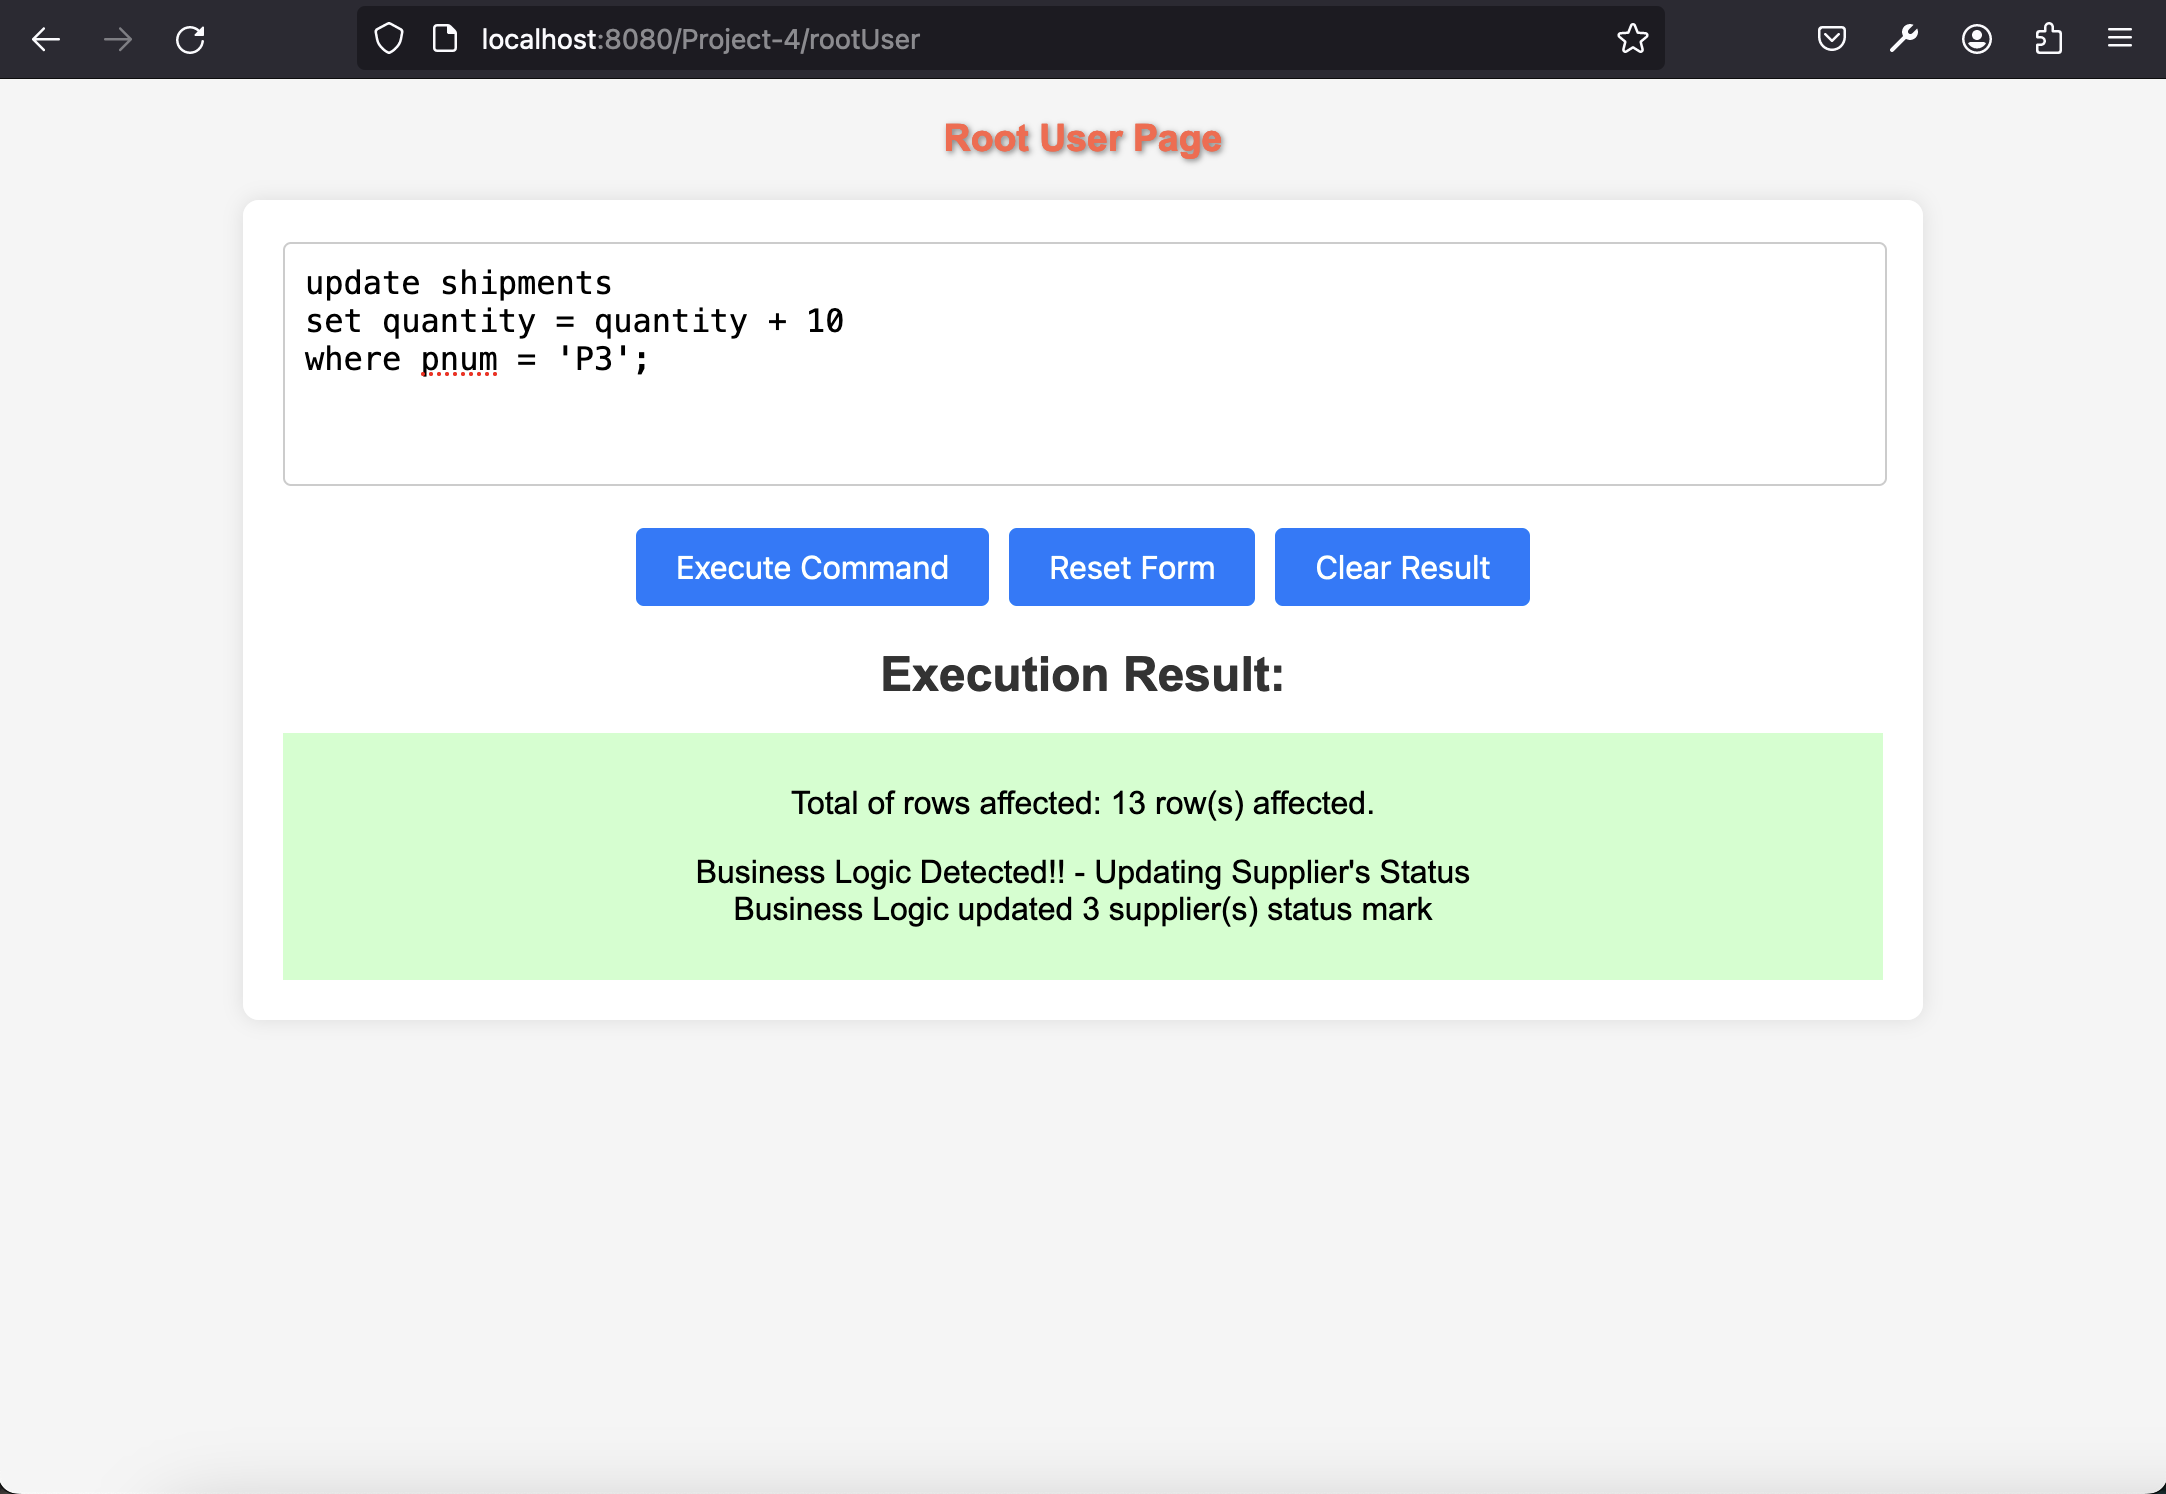 localhost:8080/Project-4/rootUser
Root User Page
update shipments
set quantity = quantity + 10
where pnum = 'P3';
Execute Command
Reset Form
Clear Result
Execution Result:
Total of rows affected: 13 row(s) affected.
Business Logic Detected!! - Updating Supplier's Status
Business Logic updated 3 supplier(s) status mark